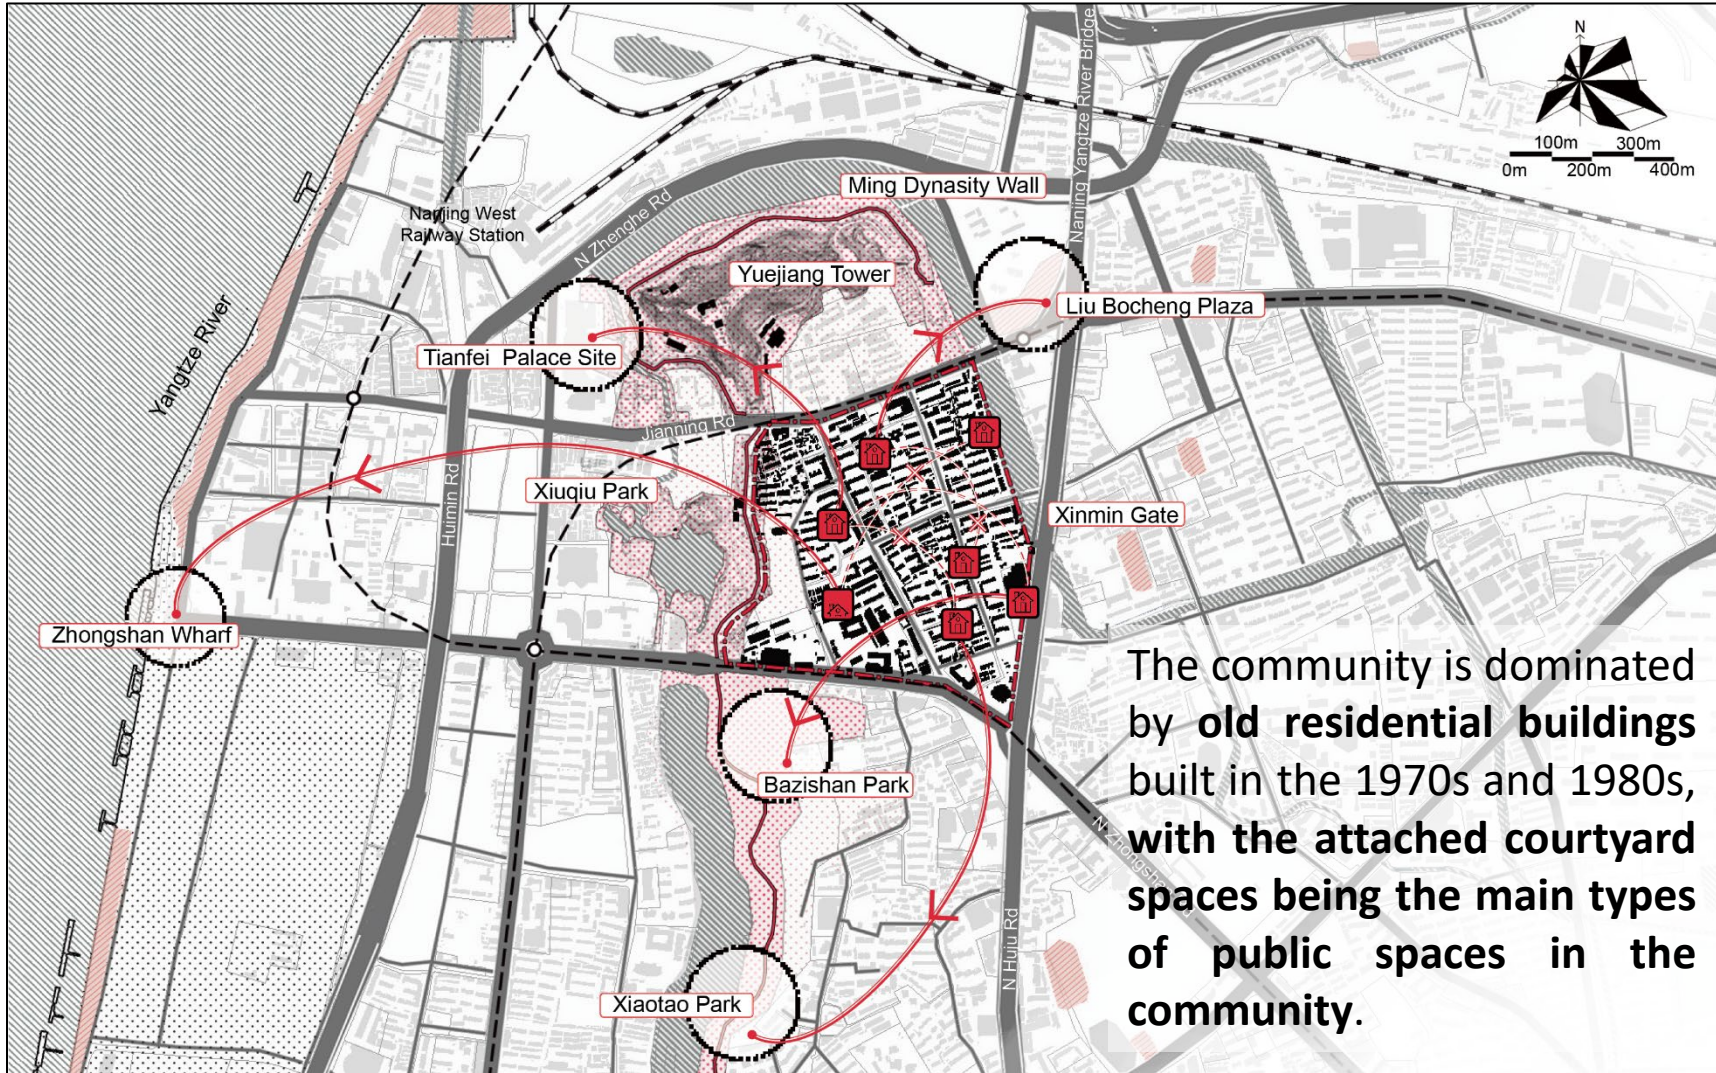 N
100m 300m
0m 200m 400m
Nanjing Yangtze River Bridge
Ming Dynasity Wall
Nanjing West
Railway Station
N Zhenghe Rd
Yuejiang Tower
Liu Bocheng Plaza
Yangtze River
Tianfei Palace Site
Jianning Rd
Huimin Rd
Xiuqiu Park
Xinmin Gate
Zhongshan Wharf
Bazishan Park
N Huju Rd
Xiaotao Park
The community is dominated
by old residential buildings
built in the 1970s and 1980s,
with the attached courtyard
spaces being the main types
of public spaces in the
community.